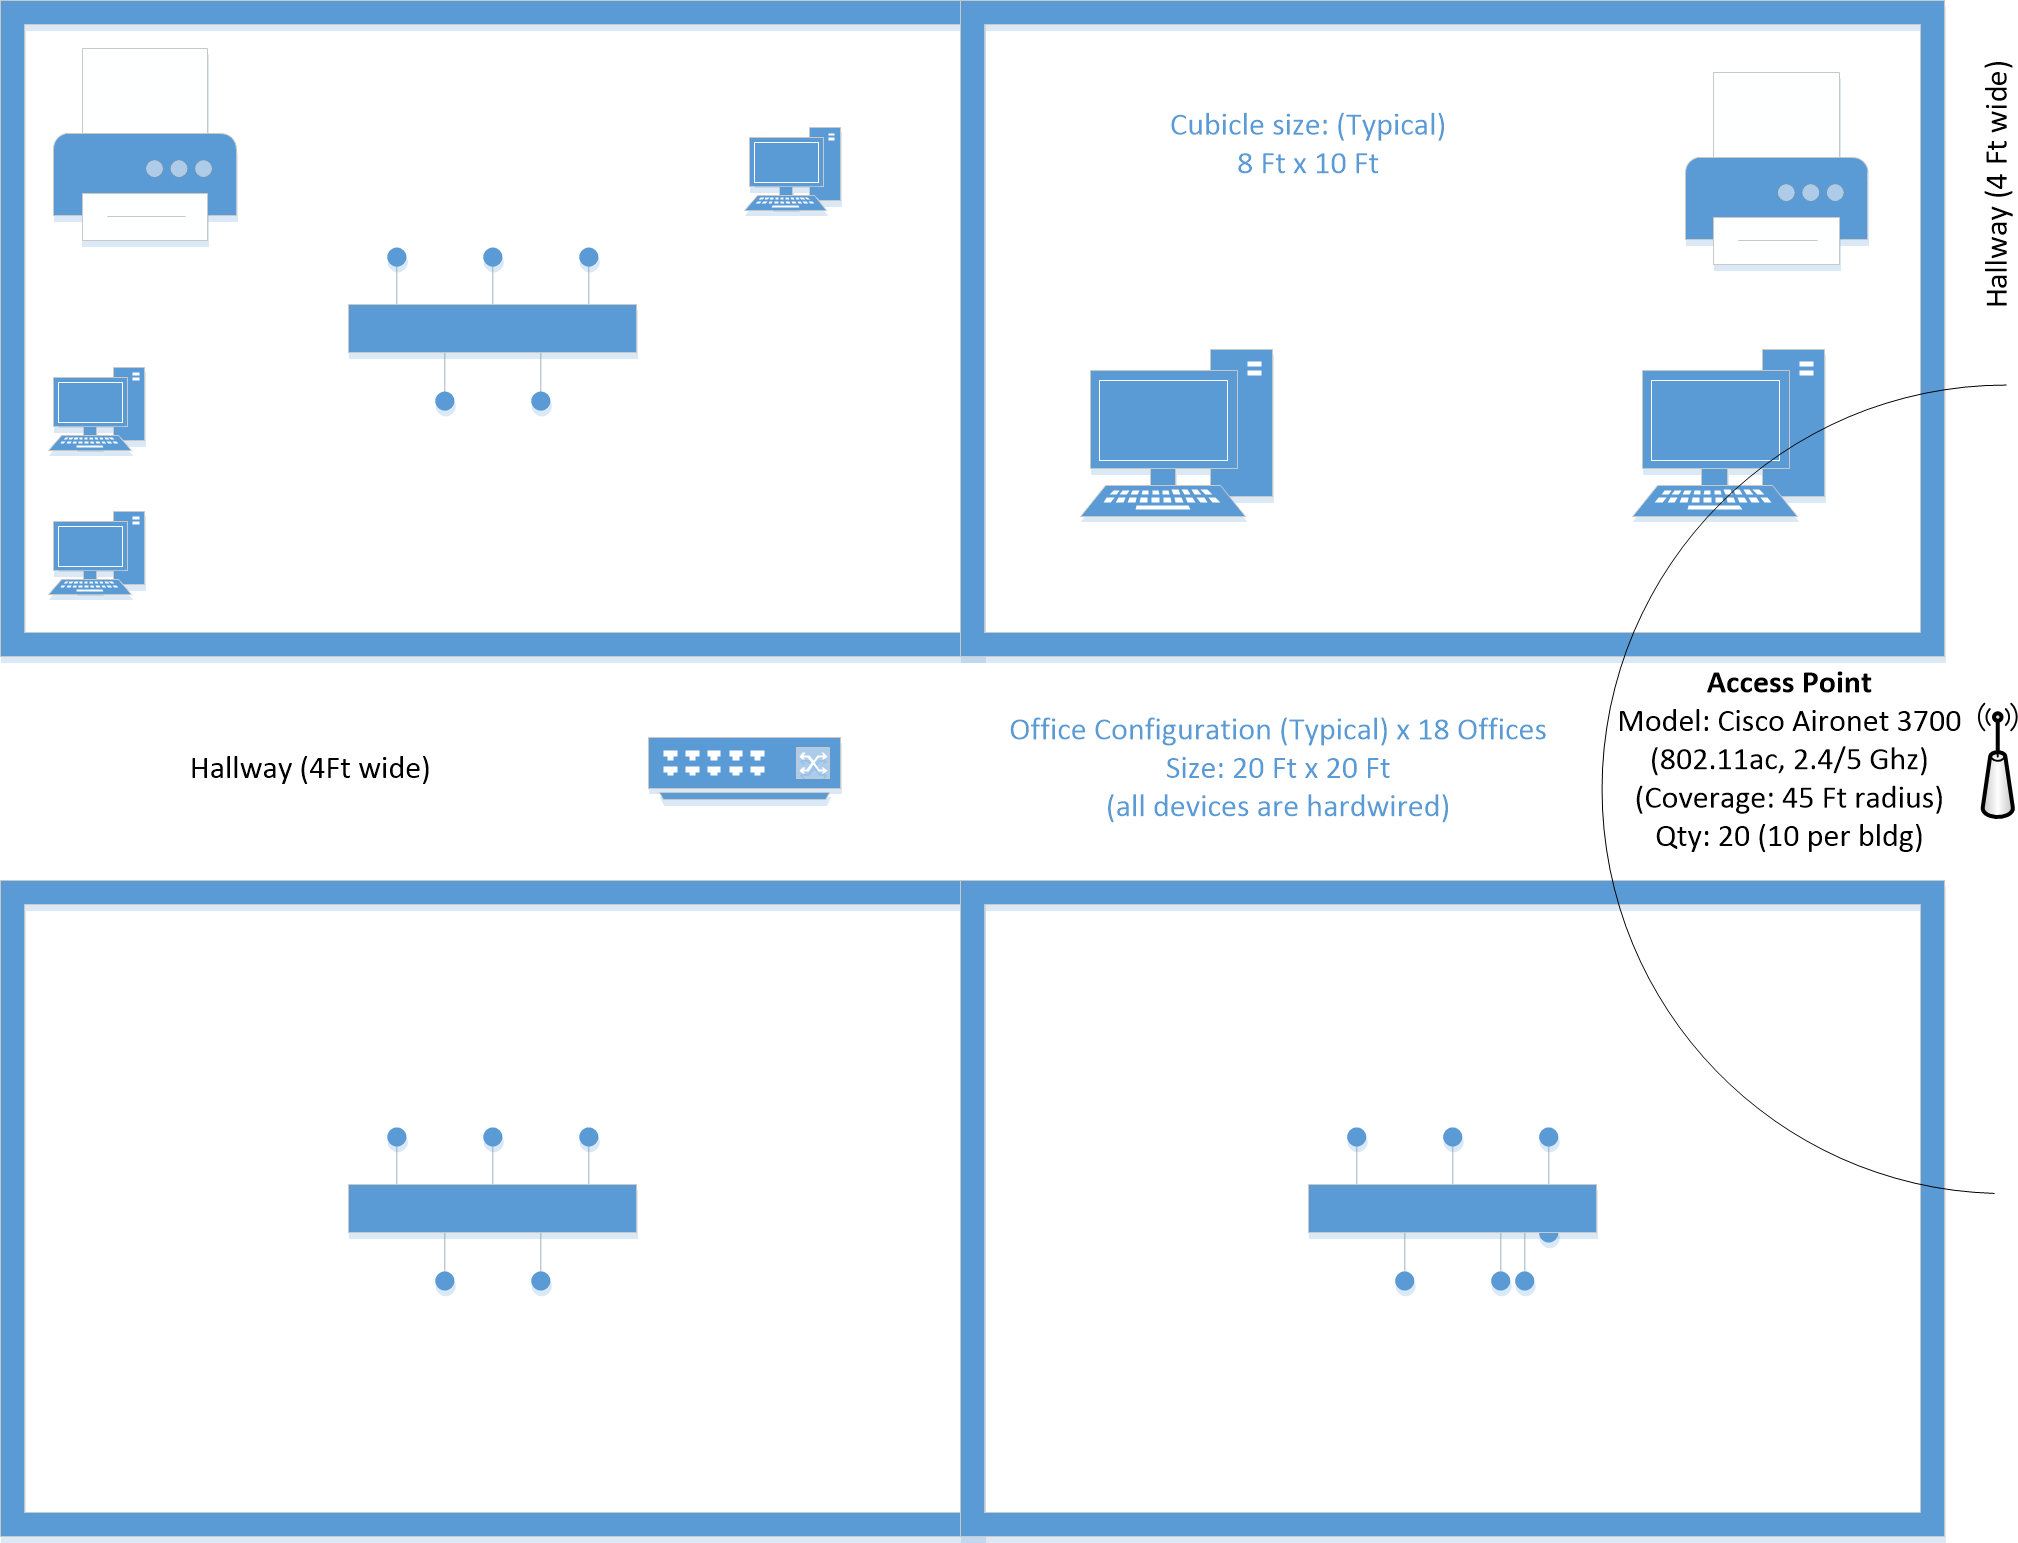 Cubicle size: (Typical)
8 Ft x 10 Ft
Hallway (4 Ft wide)
Hallway (4Ft wide)
Office Configuration (Typical) x 18 Offices
Size: 20 Ft x 20 Ft
(all devices are hardwired)
Access Point
Model: Cisco Aironet 3700
(802.11ac, 2.4/5 Ghz)
(Coverage: 45 Ft radius)
Qty: 20 (10 per bldg)